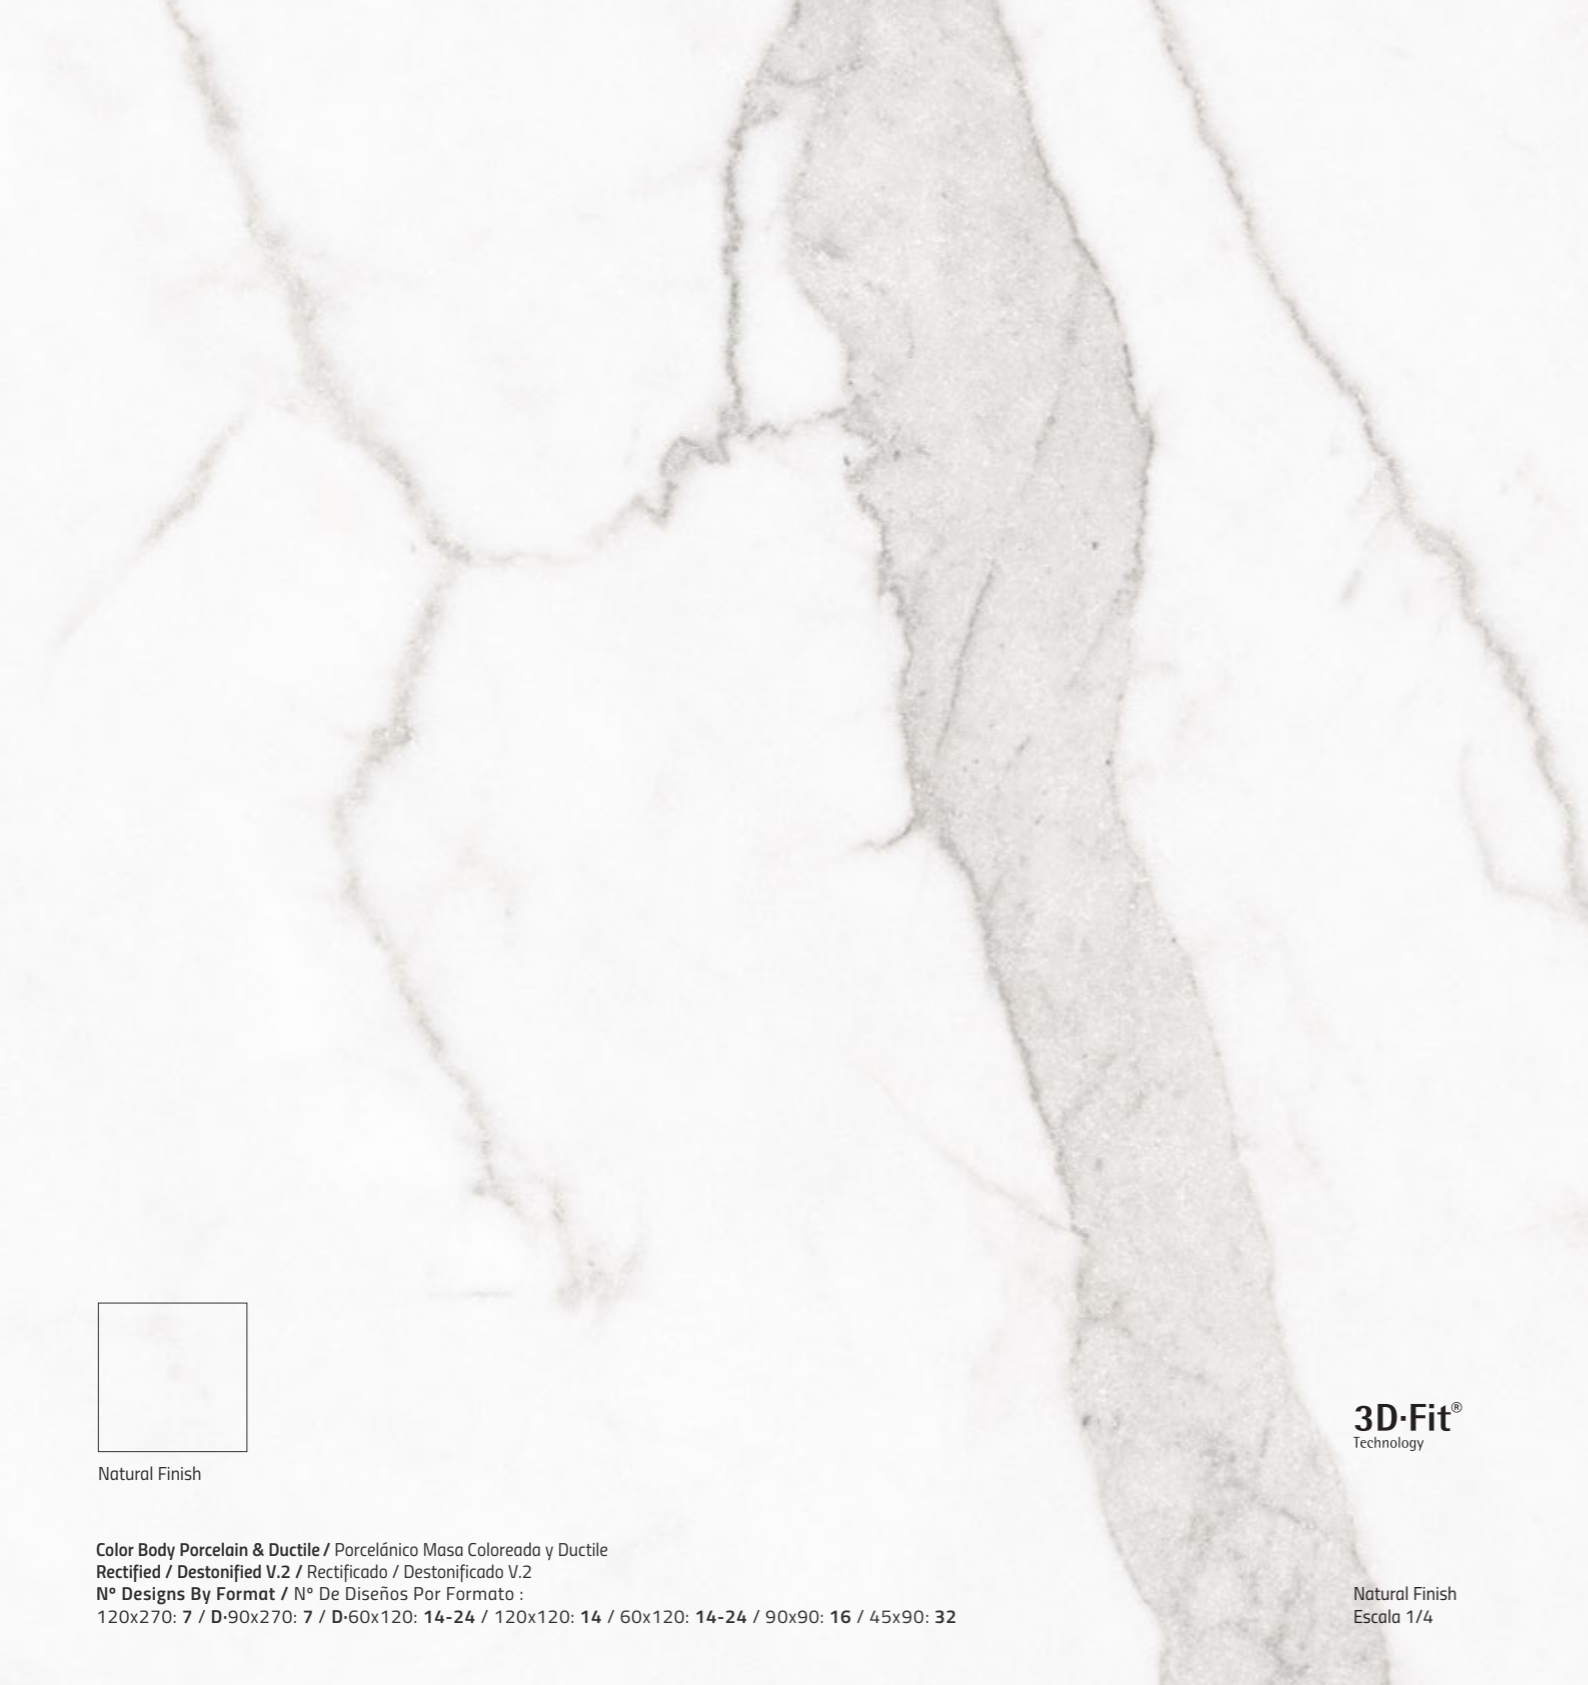 3D·Fit®
Technology
Natural Finish
Color Body Porcelain & Ductile / Porcelánico Masa Coloreada y Ductile
Rectified / Destonified V.2 / Rectificado / Destonificado V.2
Nº Designs By Format / Nº De Diseños Por Formato :
120x270: 7 / D·90x270: 7 / D·60x120: 14-24 / 120x120: 14 / 60x120: 14-24 / 90x90: 16 / 45x90: 32
Natural Finish
Escala 1/4